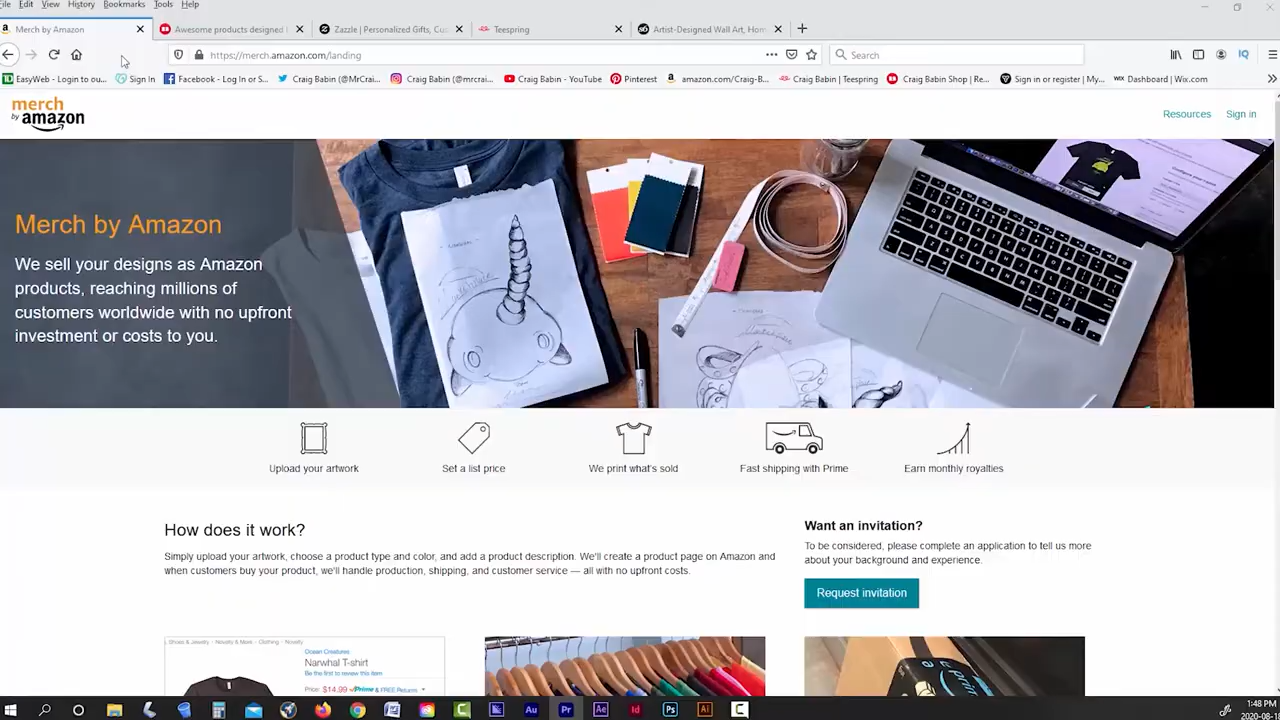 File Edit View History Bookmarks Tools Help
Merch by Amazon
Awesome products designed
Zazzle | Personalized Gifts, Cus
Teespring
Artist-Designed Wall Art, Hom
https://merch.amazon.com/landing
Search
EasyWeb - Login to ou...
Sign In
Facebook - Log In or S...
Craig Babin (@MrCrai...
Craig Babin (@mrcrai...
Craig Babin - YouTube
Pinterest
amazon.com/Craig-B...
Craig Babin | Teespring
Craig Babin Shop | Re...
Sign in or register | My...
WIX Dashboard | Wix.com
merch
by amazon
Resources Sign in
Merch by Amazon
We sell your designs as Amazon
products, reaching millions of
customers worldwide with no upfront
investment or costs to you.
Upload your artwork
Set a list price
We print what's sold
Fast shipping with Prime
Earn monthly royalties
How does it work?
Simply upload your artwork, choose a product type and color, and add a product description. We'll create a product page on Amazon and
when customers buy your product, we'll handle production, shipping, and customer service — all with no upfront costs.
Want an invitation?
To be considered, please complete an application to tell us more
about your background and experience.
Request invitation
Shoes & Jewelry › Novelty & More › Clothing › Novelty
Ocean Creatures
Narwhal T-shirt
Be the first to review this item
Price: $14.99 Prime & FREE Returns
1:48 PM